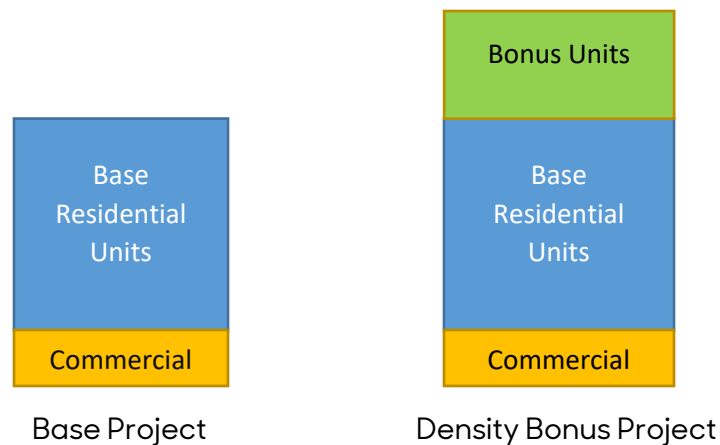 Bonus Units
Base
Residential
Units
Base
Residential
Units
Commercial
Commercial
Base Project
Density Bonus Project